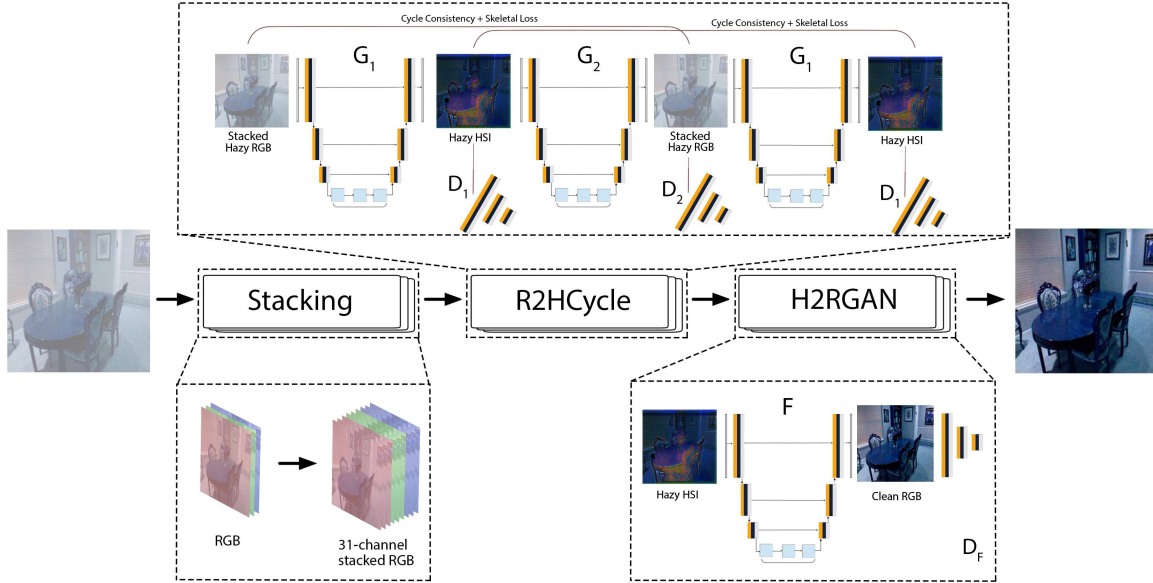 Cycle Consistency + Skeletal Loss
Cycle Consistency + Skeletal Loss
G1
G2
G1
Stacked
Hazy RGB
Hazy HSI
Stacked
Hazy RGB
Hazy HSI
D1
D2
D1
Stacking
R2HCycle
H2RGAN
RGB
31-channel
stacked RGB
F
Hazy HSI
Clean RGB
DF